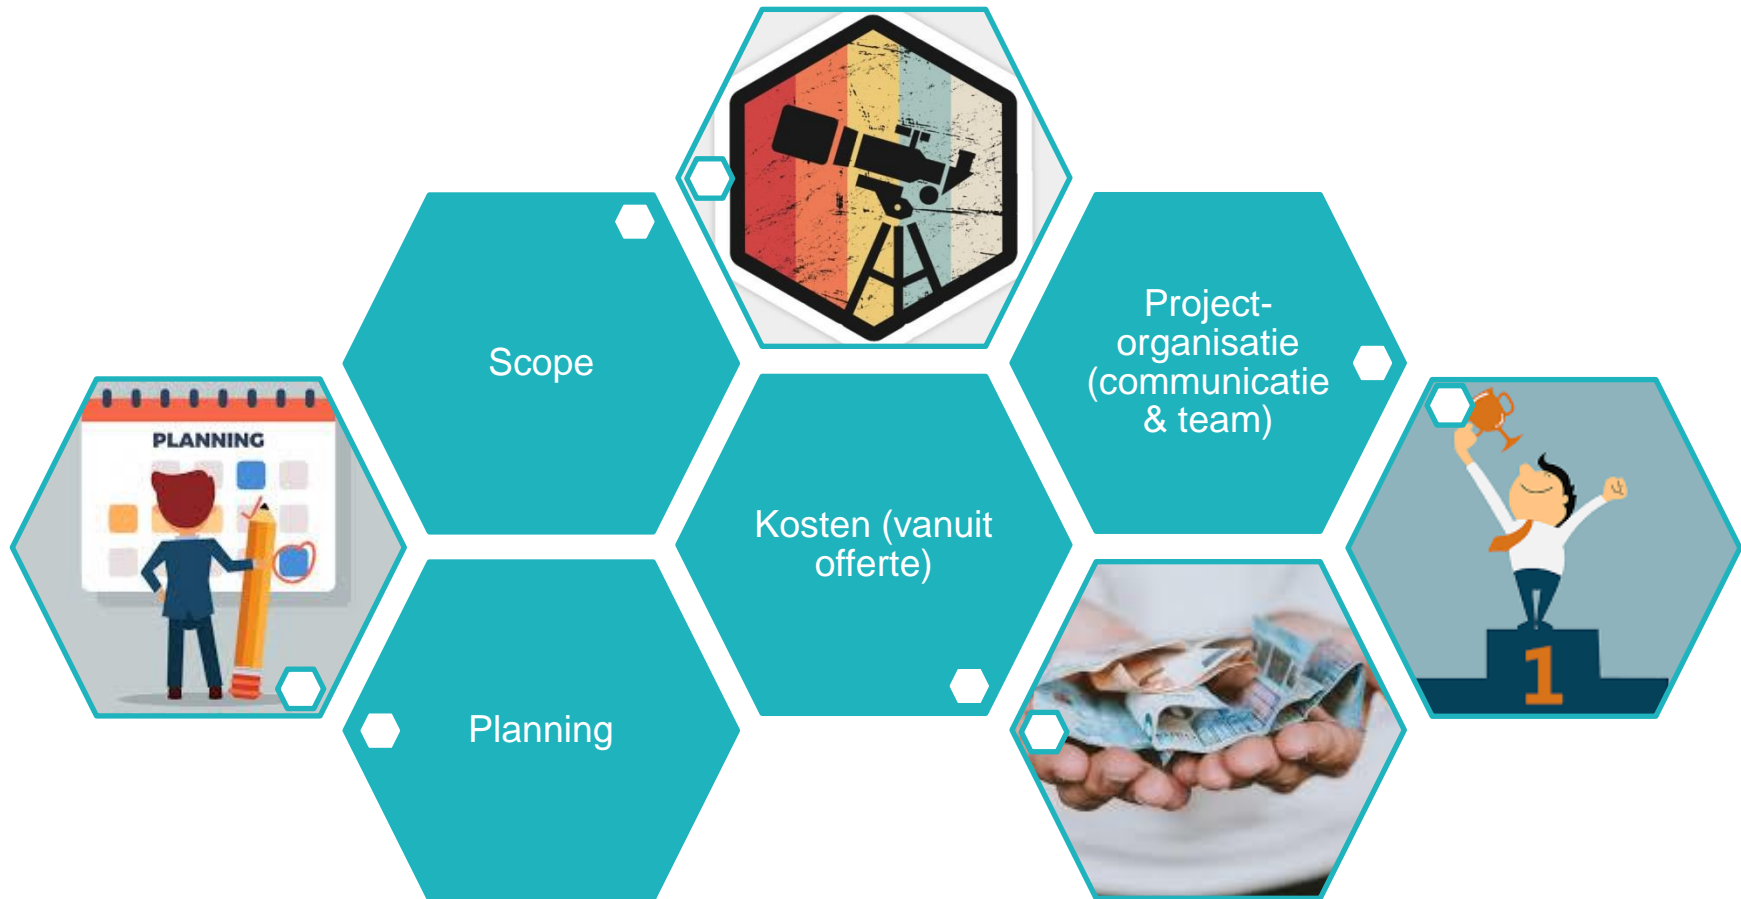 Scope
Project-
organisatie
(communicatie
& team)
PLANNING
Kosten (vanuit
offerte)
1
Planning